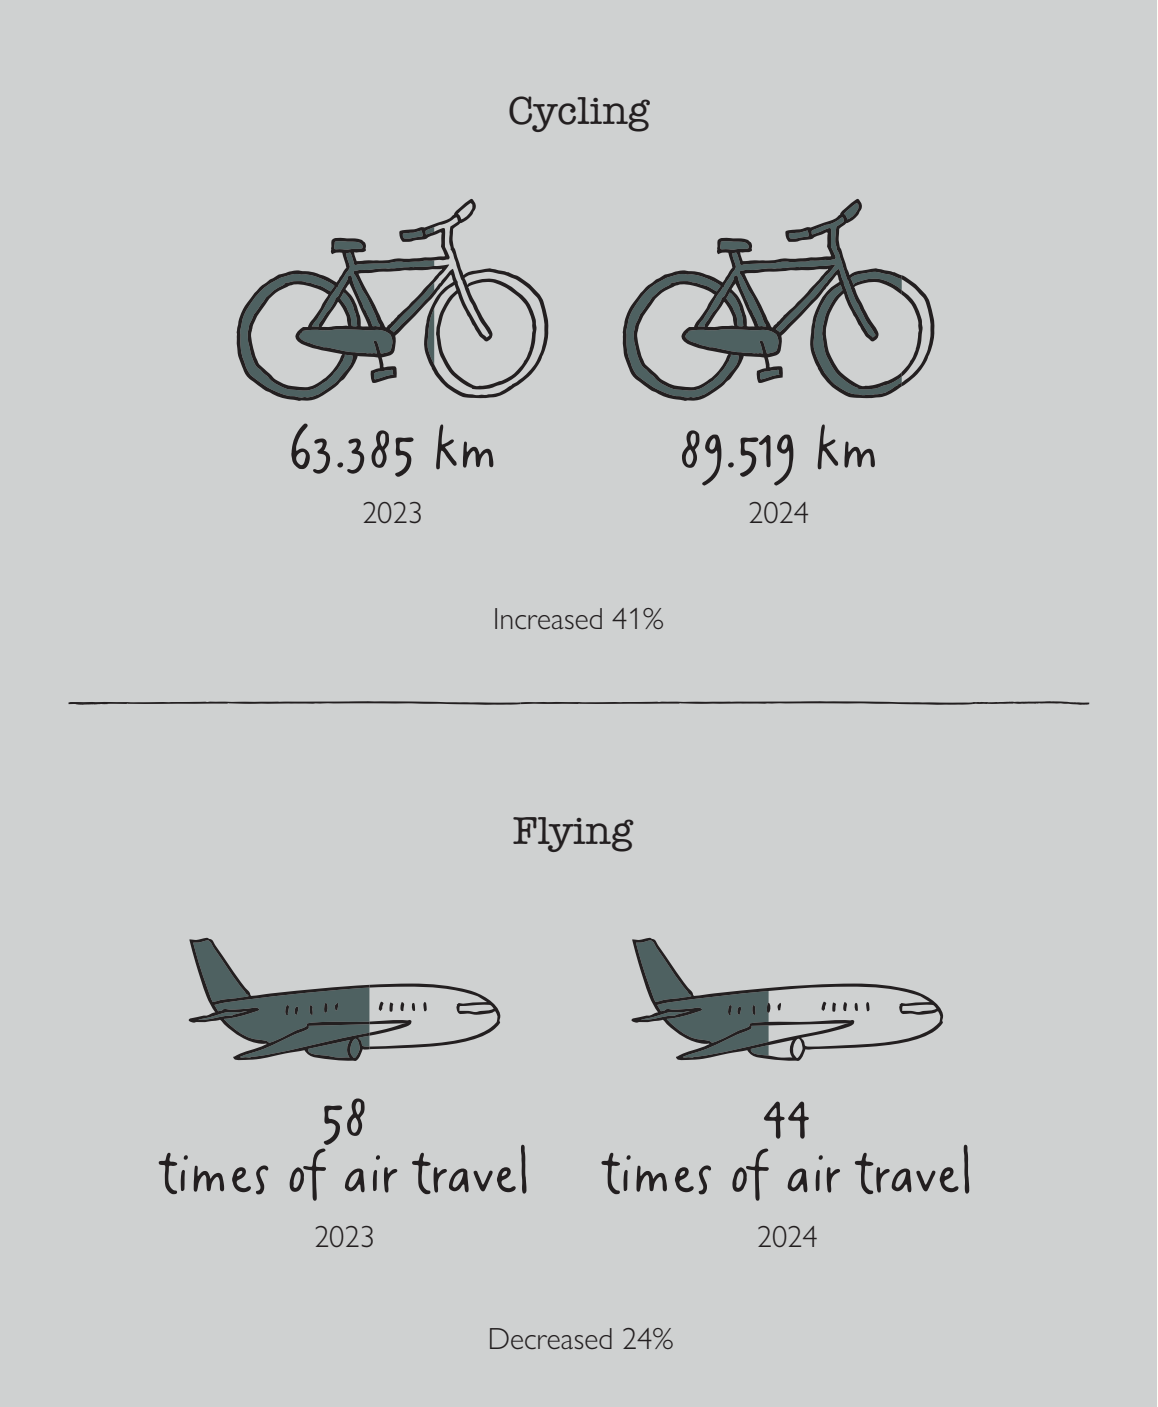 Cycling
63.385 km
89.519 km
2023
2024
Increased 41%
Flying
58
times of air travel
44
times of air travel
2023
2024
Decreased 24%